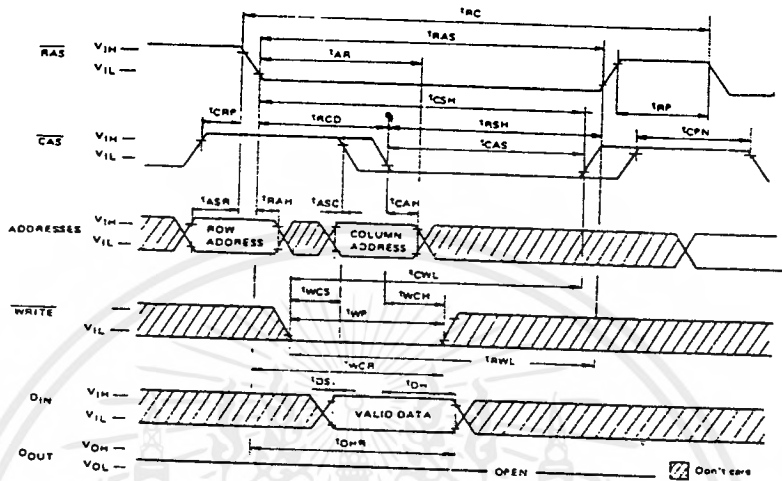 tRC
RAS
VIH
VIL
tRAS
tAR
tRP
tCSH
tCRP
tRCD
tRSH
CAS
VIH
VIL
tCAS
tCPN
tASR
tRAH
tASC
tCAH
ADDRESSES
VIH
VIL
ROW ADDRESS
COLUMN ADDRESS
tCWL
tWCS
tWCH
WRITE
VIL
tWP
tRWL
tWCR
tDS
tDH
DIN
VIH
VIL
VALID DATA
tDHR
DOUT
VOH
VOL
OPEN
Don't care